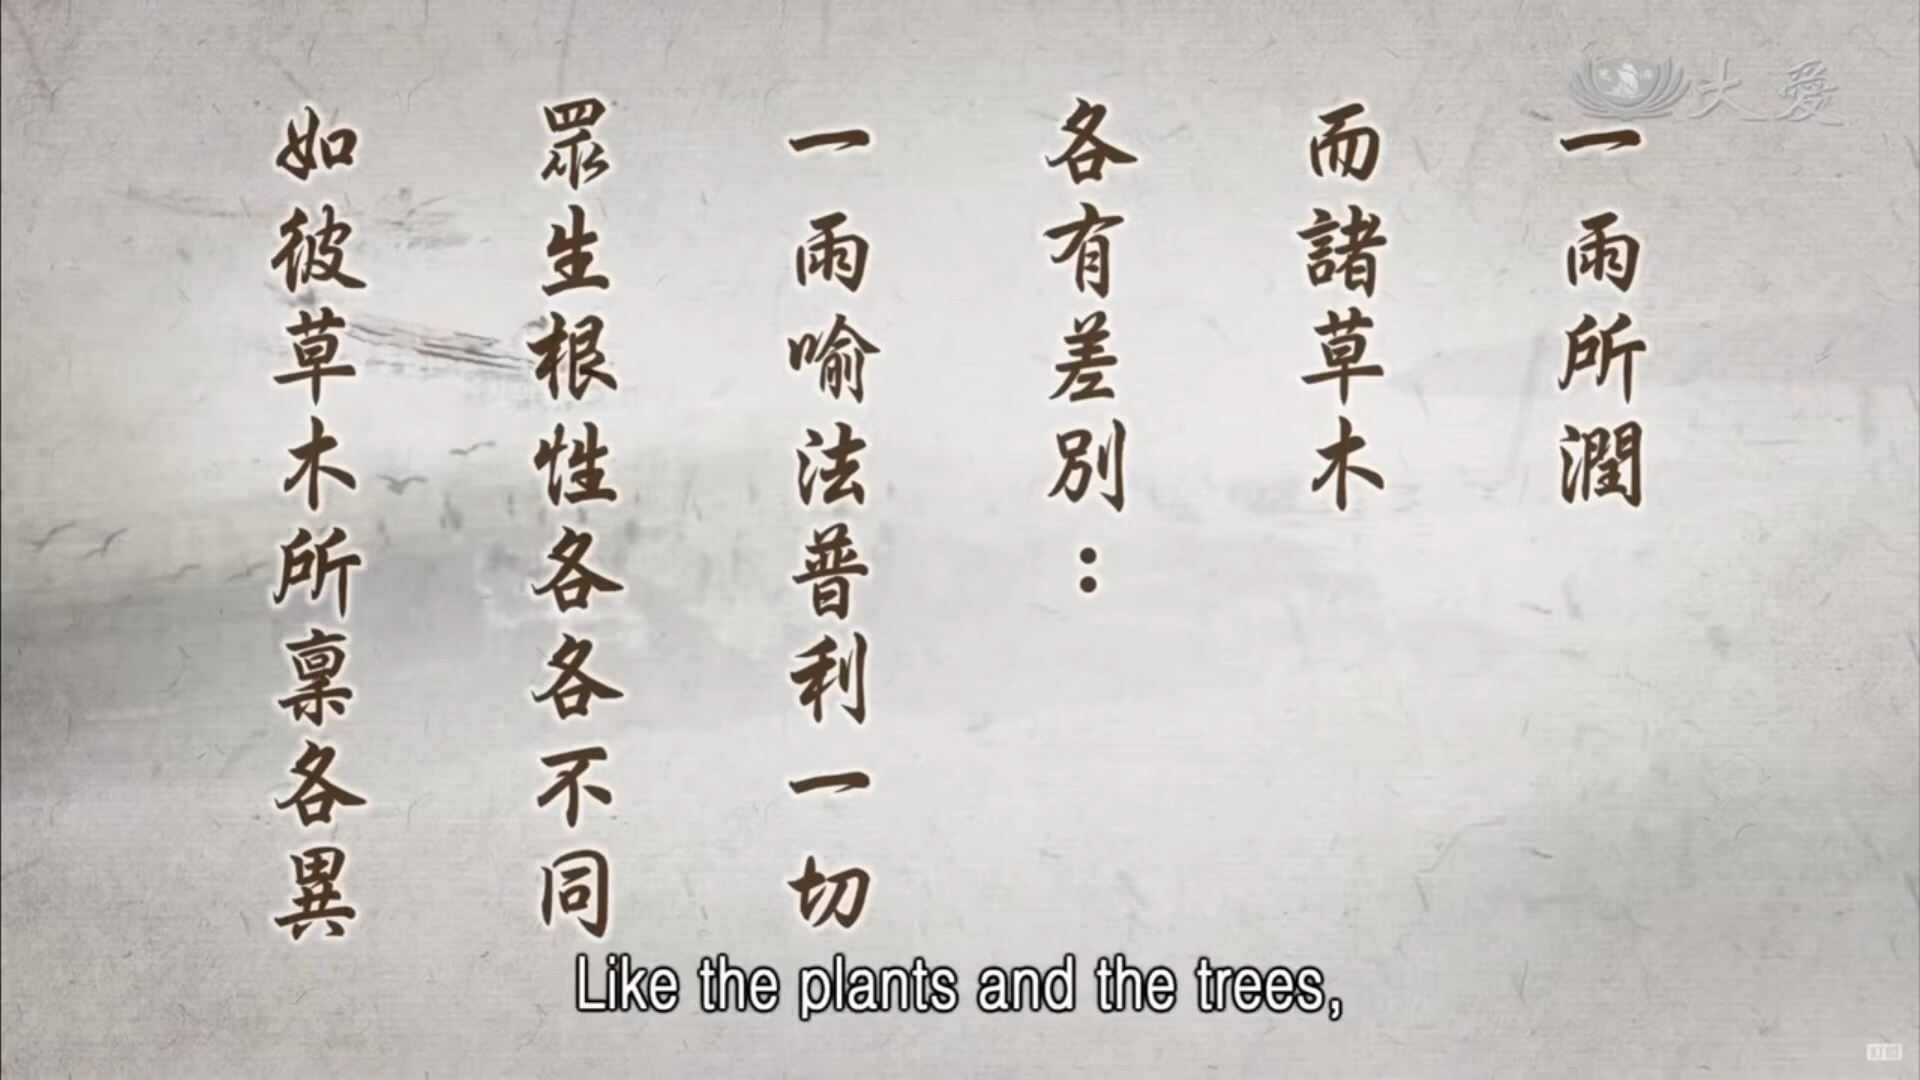 大愛
一雨所潤
而諸草木
各有差別：
一雨喻法普利一切
眾生根性各各不同
如彼草木所稟各異
Like the plants and the trees,
訂閱